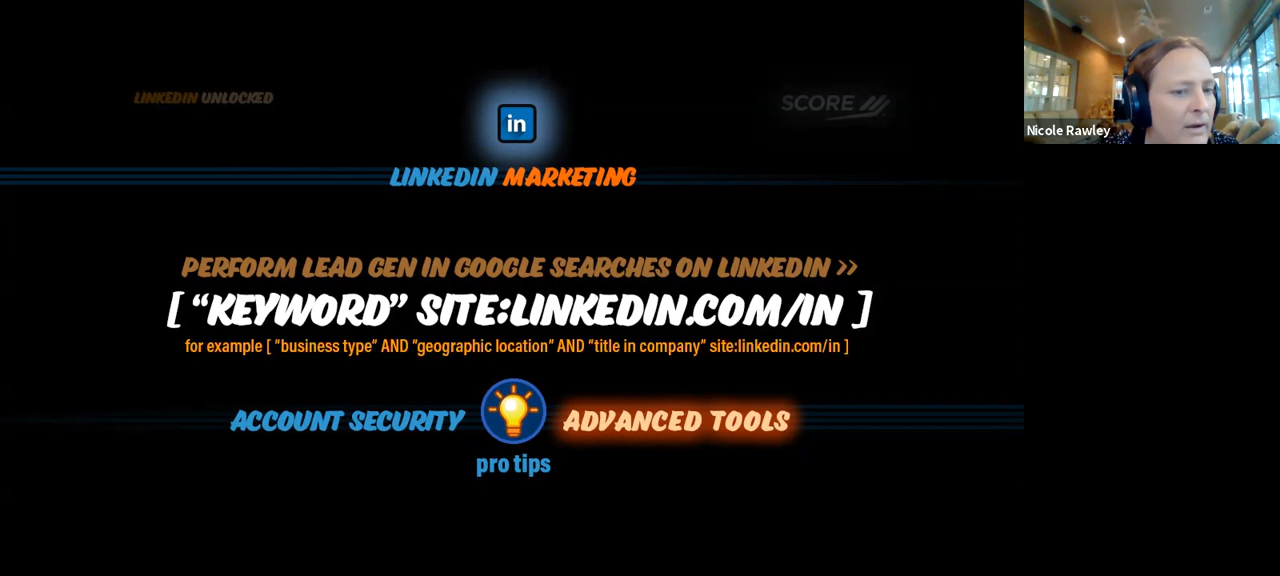 LINKEDIN UNLOCKED
in
SCORE
Nicole Rawley
LINKEDIN MARKETING
PERFORM LEAD GEN IN GOOGLE SEARCHES ON LINKEDIN >>
[ “KEYWORD” SITE:LINKEDIN.COM/IN ]
for example [ "business type" AND "geographic location" AND "title in company" site:linkedin.com/in ]
ACCOUNT SECURITY
ADVANCED TOOLS
pro tips